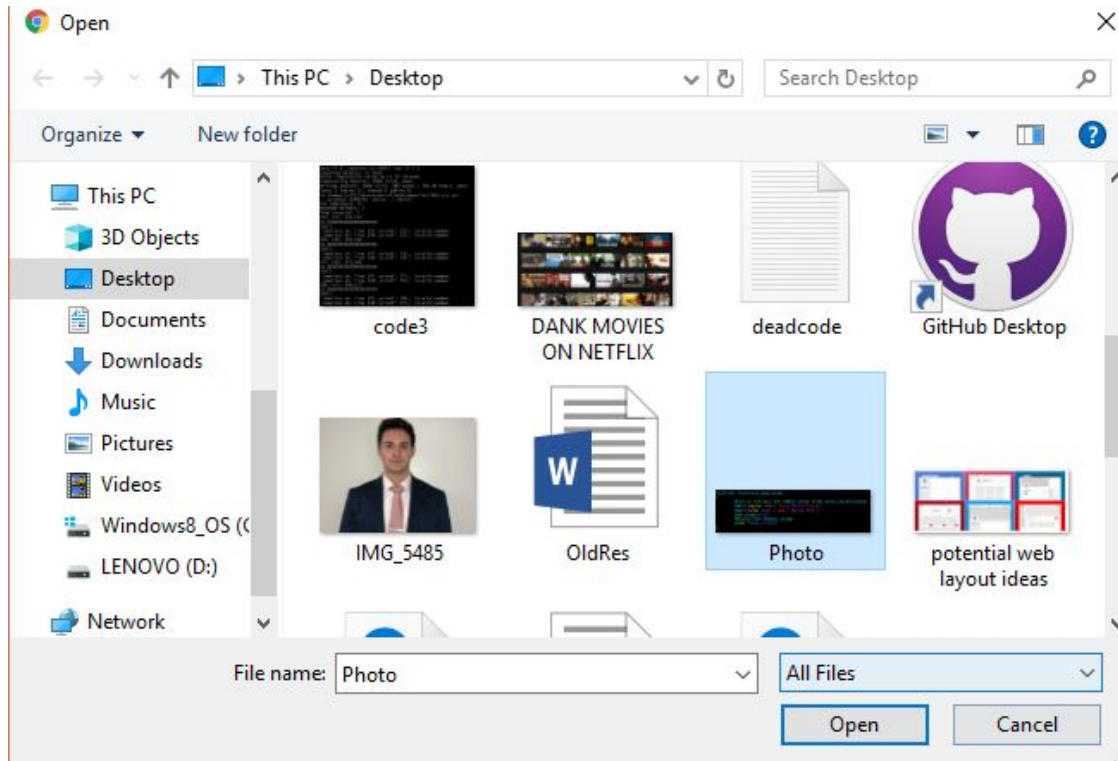 Open
This PC > Desktop
Search Desktop
Organize
New folder
This PC
3D Objects
Desktop
Documents
Downloads
Music
Pictures
Videos
Windows8_OS (C
LENOVO (D:)
Network
code3
DANK MOVIES
ON NETFLIX
deadcode
GitHub Desktop
IMG_5485
W
OldRes
Photo
potential web
layout ideas
File name: Photo
All Files
Open
Cancel